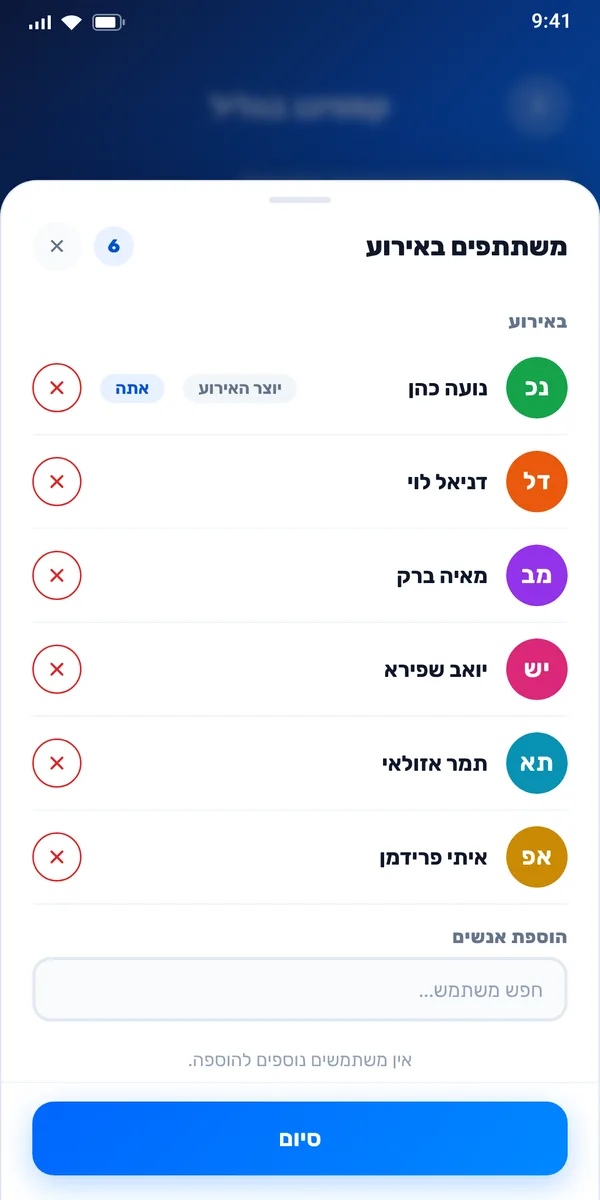 9:41
משתתפים באירוע
6
באירוע
נכ
נועה כהן
יוצר האירוע
אתה
דל
דניאל לוי
מב
מאיה ברק
יש
יואב שפירא
תא
תמר אזולאי
אפ
איתי פרידמן
הוספת אנשים
חפש משתמש...
אין משתמשים נוספים להוספה.
סיום